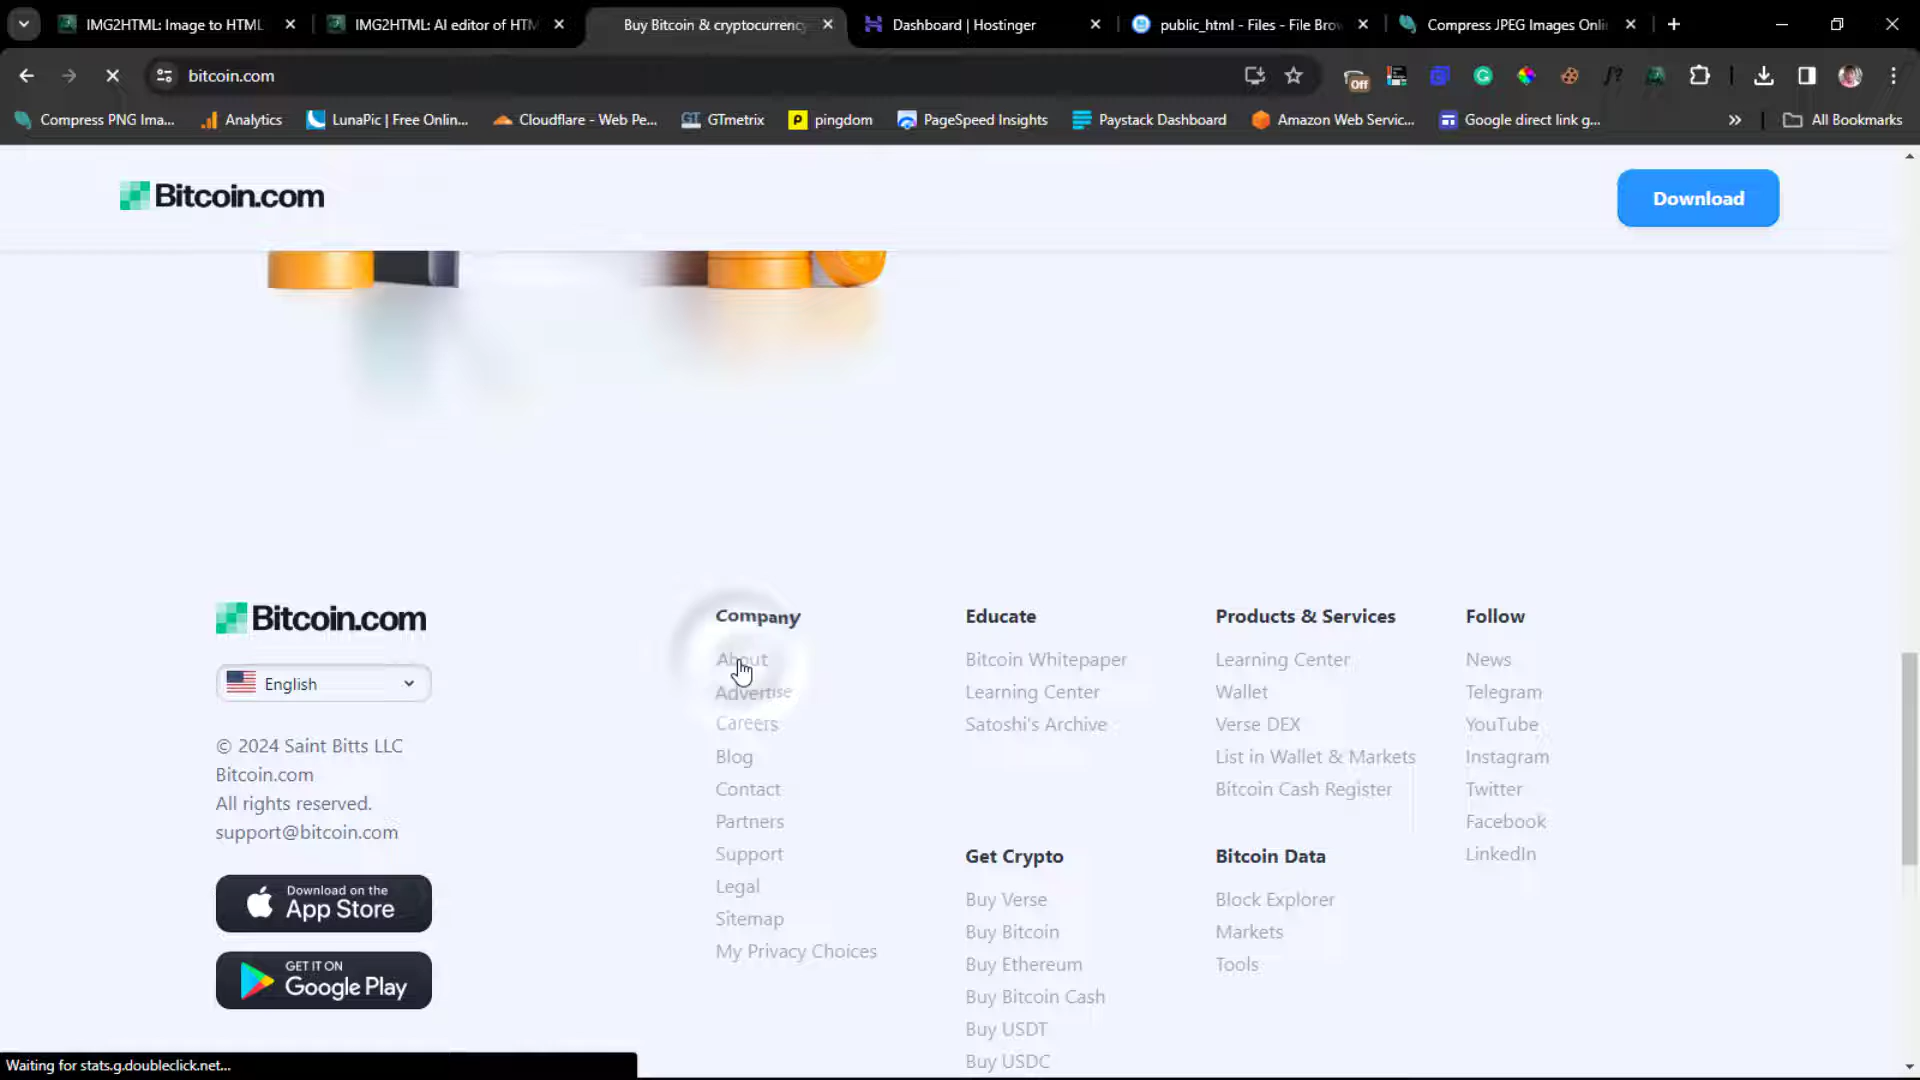 IMG2HTML: Image to HTML
IMG2HTML: AI editor of HTM
Buy Bitcoin & cryptocurrency
Dashboard | Hostinger
public_html - Files - File Brow
Compress JPEG Images Onli
bitcoin.com
Off
Compress PNG Ima...
Analytics
LunaPic | Free Onlin...
Cloudflare - Web Pe...
GTmetrix
pingdom
PageSpeed Insights
Paystack Dashboard
Amazon Web Servic...
Google direct link g...
All Bookmarks
Bitcoin.com
Download
Bitcoin.com
English
© 2024 Saint Bitts LLC
Bitcoin.com
All rights reserved.
support@bitcoin.com
Download on the
App Store
GET IT ON
Google Play
Company
About
Advertise
Careers
Blog
Contact
Partners
Support
Legal
Sitemap
My Privacy Choices
Educate
Bitcoin Whitepaper
Learning Center
Satoshi's Archive
Get Crypto
Buy Verse
Buy Bitcoin
Buy Ethereum
Buy Bitcoin Cash
Buy USDT
Buy USDC
Products & Services
Learning Center
Wallet
Verse DEX
List in Wallet & Markets
Bitcoin Cash Register
Bitcoin Data
Block Explorer
Markets
Tools
Follow
News
Telegram
YouTube
Instagram
Twitter
Facebook
LinkedIn
Waiting for stats.g.doubleclick.net...